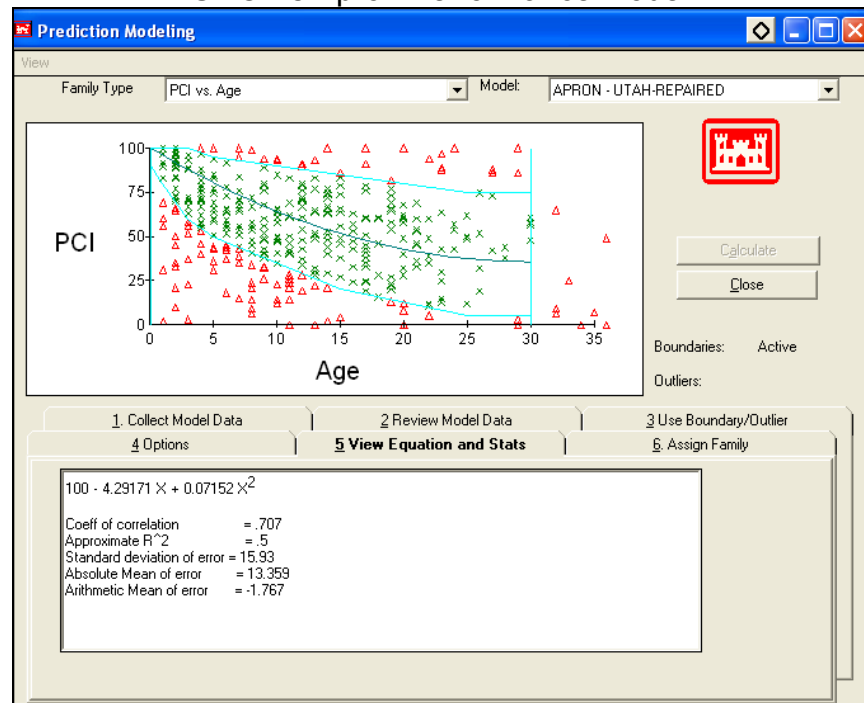 Prediction Modeling
View
Family Type PCI vs. Age Model: APRON - UTAH-REPAIRED
100
75
PCI 50
25
0
0 5 10 15 20 25 30 35
Age
Calculate
Close
Boundaries: Active
Outliers:
1. Collect Model Data 2 Review Model Data 3 Use Boundary/Outlier
4 Options 5 View Equation and Stats 6. Assign Family
100 - 4.29171 X + 0.07152 X^2
Coeff of correlation = .707
Approximate R^2 = .5
Standard deviation of error = 15.93
Absolute Mean of error = 13.359
Arithmetic Mean of error = -1.767